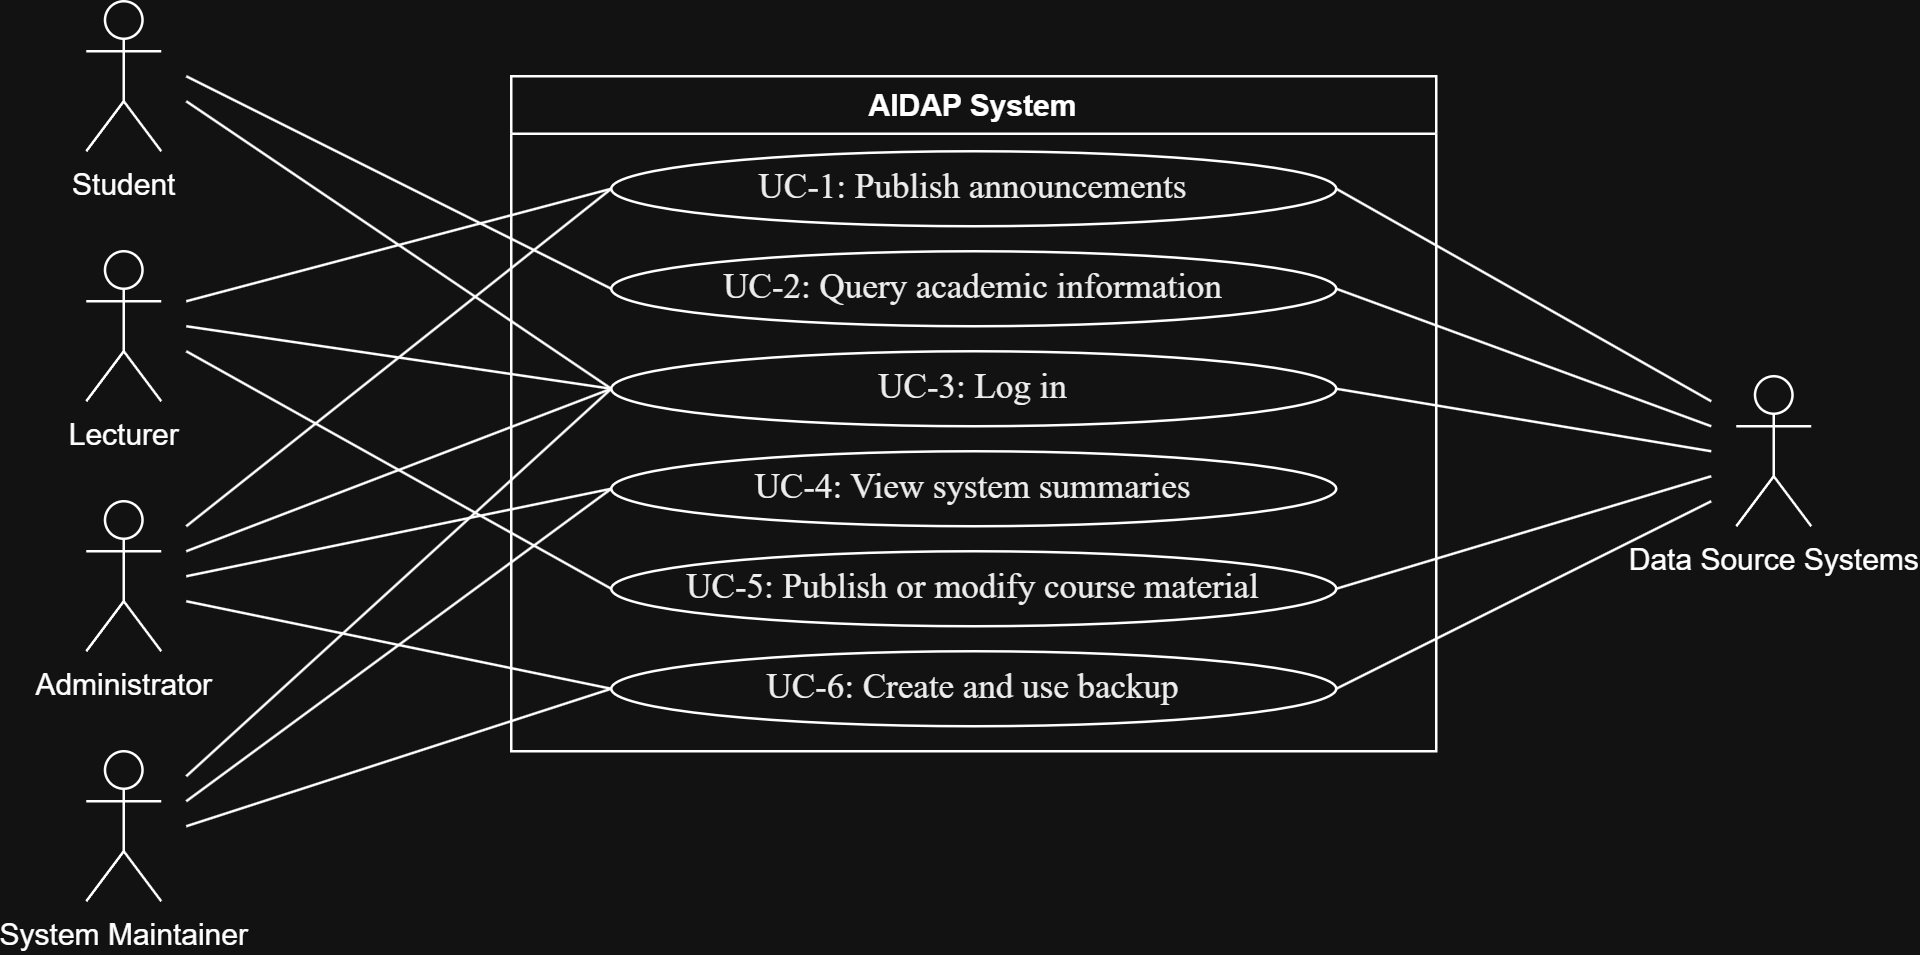 Student
Lecturer
Administrator
System Maintainer
AIDAP System
UC-1: Publish announcements
UC-2: Query academic information
UC-3: Log in
UC-4: View system summaries
UC-5: Publish or modify course material
UC-6: Create and use backup
Data Source Systems